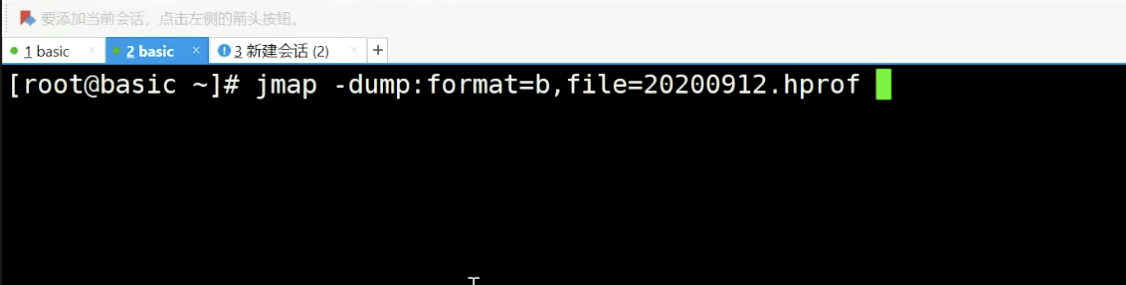 要添加当前会话，点击左侧的箭头按钮。
1 basic × 2 basic × 3 新建会话 (2) × +
[root@basic ~]# jmap -dump:format=b,file=20200912.hprof